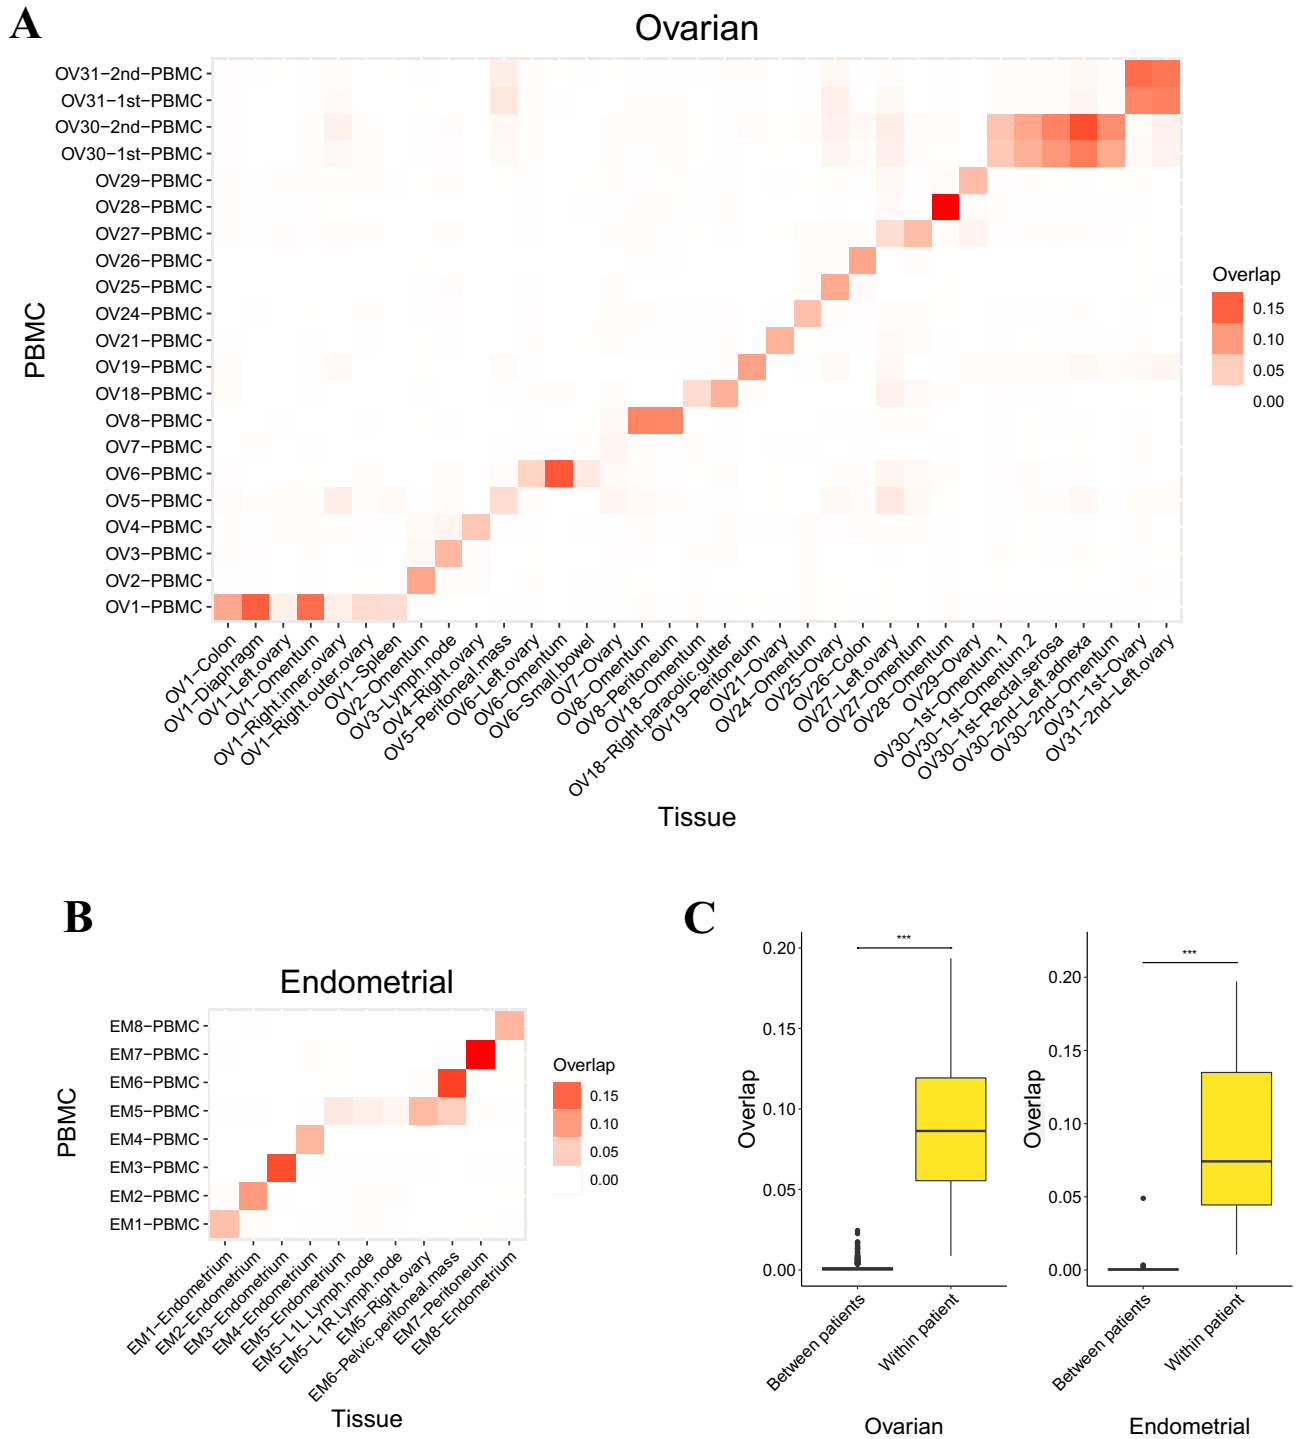 A
Ovarian
OV31-2nd-PBMC
OV31-1st-PBMC
OV30-2nd-PBMC
OV30-1st-PBMC
OV29-PBMC
OV28-PBMC
OV27-PBMC
OV26-PBMC
OV25-PBMC
OV24-PBMC
OV21-PBMC
OV19-PBMC
OV18-PBMC
OV8-PBMC
OV7-PBMC
OV6-PBMC
OV5-PBMC
OV4-PBMC
OV3-PBMC
OV2-PBMC
OV1-PBMC
PBMC
OV1-Colon
OV1-Diaphragm
OV1-Left.ovary
OV1-Omentum
OV1-Right.inner.ovary
OV1-Right.outer.ovary
OV1-Spleen
OV2-Omentum
OV3-Lymph.node
OV4-Right.ovary
OV5-Peritoneal.mass
OV6-Left.ovary
OV6-Omentum
OV6-Small.bowel
OV7-Ovary
OV8-Omentum
OV8-Peritoneum
OV18-Omentum
OV18-Right.paracolic.gutter
OV19-Peritoneum
OV21-Ovary
OV24-Omentum
OV25-Ovary
OV26-Colon
OV27-Left.ovary
OV27-Omentum
OV28-Omentum
OV29-Ovary
OV30-1st-Omentum.1
OV30-1st-Omentum.2
OV30-1st-Rectal.serosa
OV30-2nd-Left.adnexa
OV30-2nd-Omentum
OV31-1st-Ovary
OV31-2nd-Left.ovary
Tissue
Overlap
0.15
0.10
0.05
0.00
B
Endometrial
EM8-PBMC
EM7-PBMC
EM6-PBMC
EM5-PBMC
EM4-PBMC
EM3-PBMC
EM2-PBMC
EM1-PBMC
PBMC
EM1-Endometrium
EM2-Endometrium
EM3-Endometrium
EM4-Endometrium
EM5-Endometrium
EM5-L1L.Lymph.node
EM5-L1R.Lymph.node
EM5-Right.ovary
EM6-Pelvic.peritoneal.mass
EM7-Peritoneum
EM8-Endometrium
Tissue
Overlap
0.15
0.10
0.05
0.00
C
***
0.20
0.15
0.10
0.05
0.00
Overlap
Between patients
Within patient
Ovarian
***
0.20
0.15
0.10
0.05
0.00
Overlap
Between patients
Within patient
Endometrial